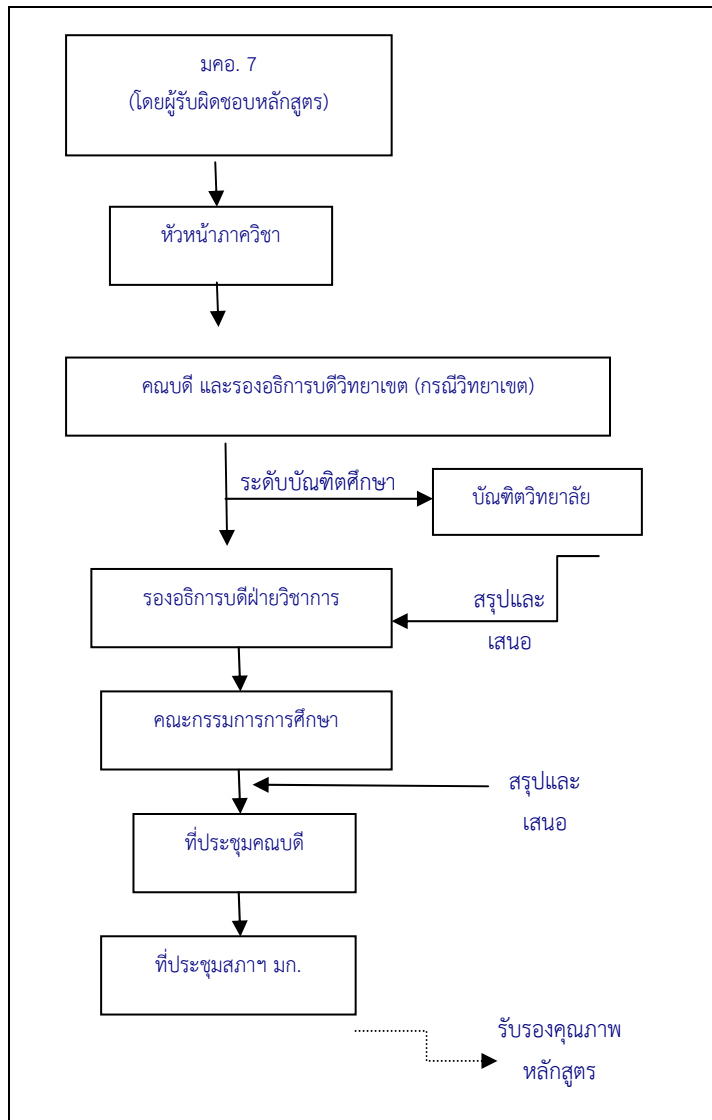 มคอ. 7
(โดยผู้รับผิดชอบหลักสูตร)
หัวหน้าภาควิชา
คณบดี และรองอธิการบดีวิทยาเขต (กรณีวิทยาเขต)
ระดับบัณฑิตศึกษา
บัณฑิตวิทยาลัย
รองอธิการบดีฝ่ายวิชาการ
สรุปและ
เสนอ
คณะกรรมการการศึกษา
สรุปและ
เสนอ
ที่ประชุมคณบดี
ที่ประชุมสภาฯ มก.
รับรองคุณภาพ
หลักสูตร